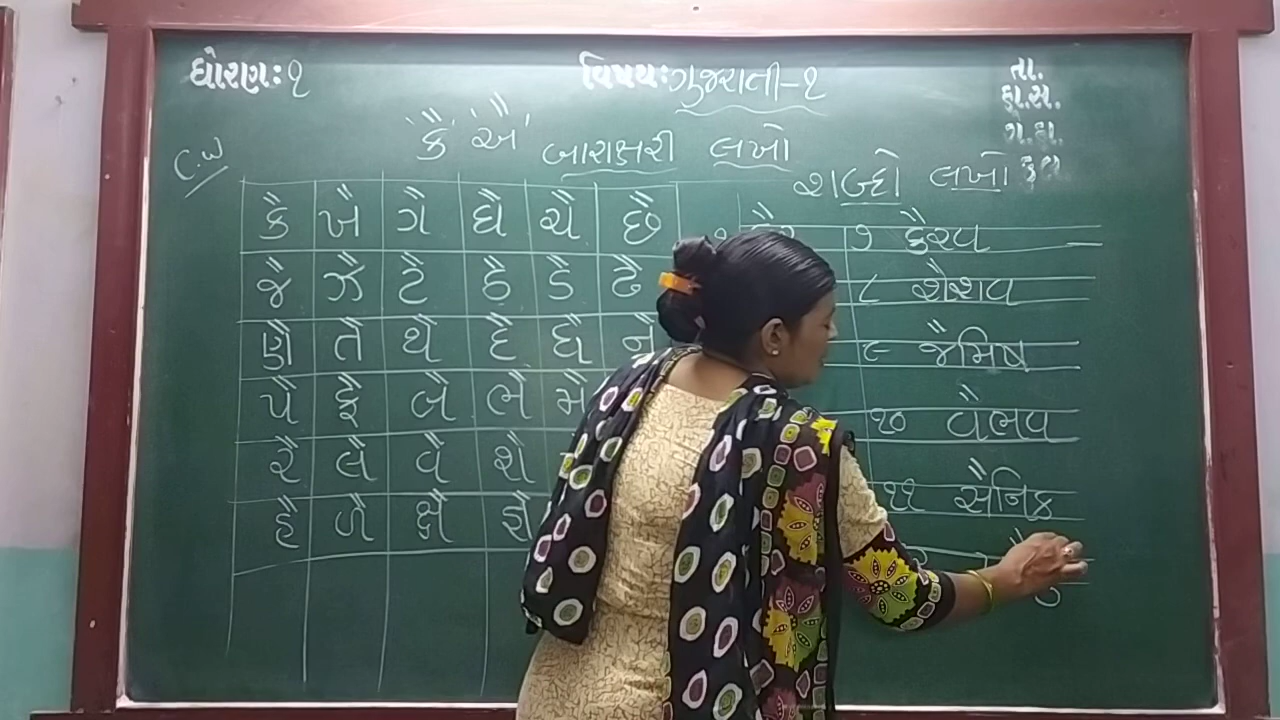 ધોરણ:૧ વિષય:ગુજરાતી-૧ તા.
હા.સ.
ગે.હા.
કુલ
C.W 'કૈ' 'ઐ' બારાક્ષરી લખો
શબ્દો લખો
કૈ ખૈ ગૈ ઘૈ ચૈ છૈ
જૈ ઝૈ ટૈ ઠૈ ડૈ ઢૈ
ણૈ તૈ થૈ દૈ ધૈ નૈ
પૈ ફૈ બૈ ભૈ મૈ
રૈ લૈ વૈ શૈ
હૈ ળૈ ક્ષૈ જ્ઞૈ
૭ કૈરવ
૮ શૈશવ
૯ જૈમિષ
૧૦ વૈભવ
૧૧ સૈનિક